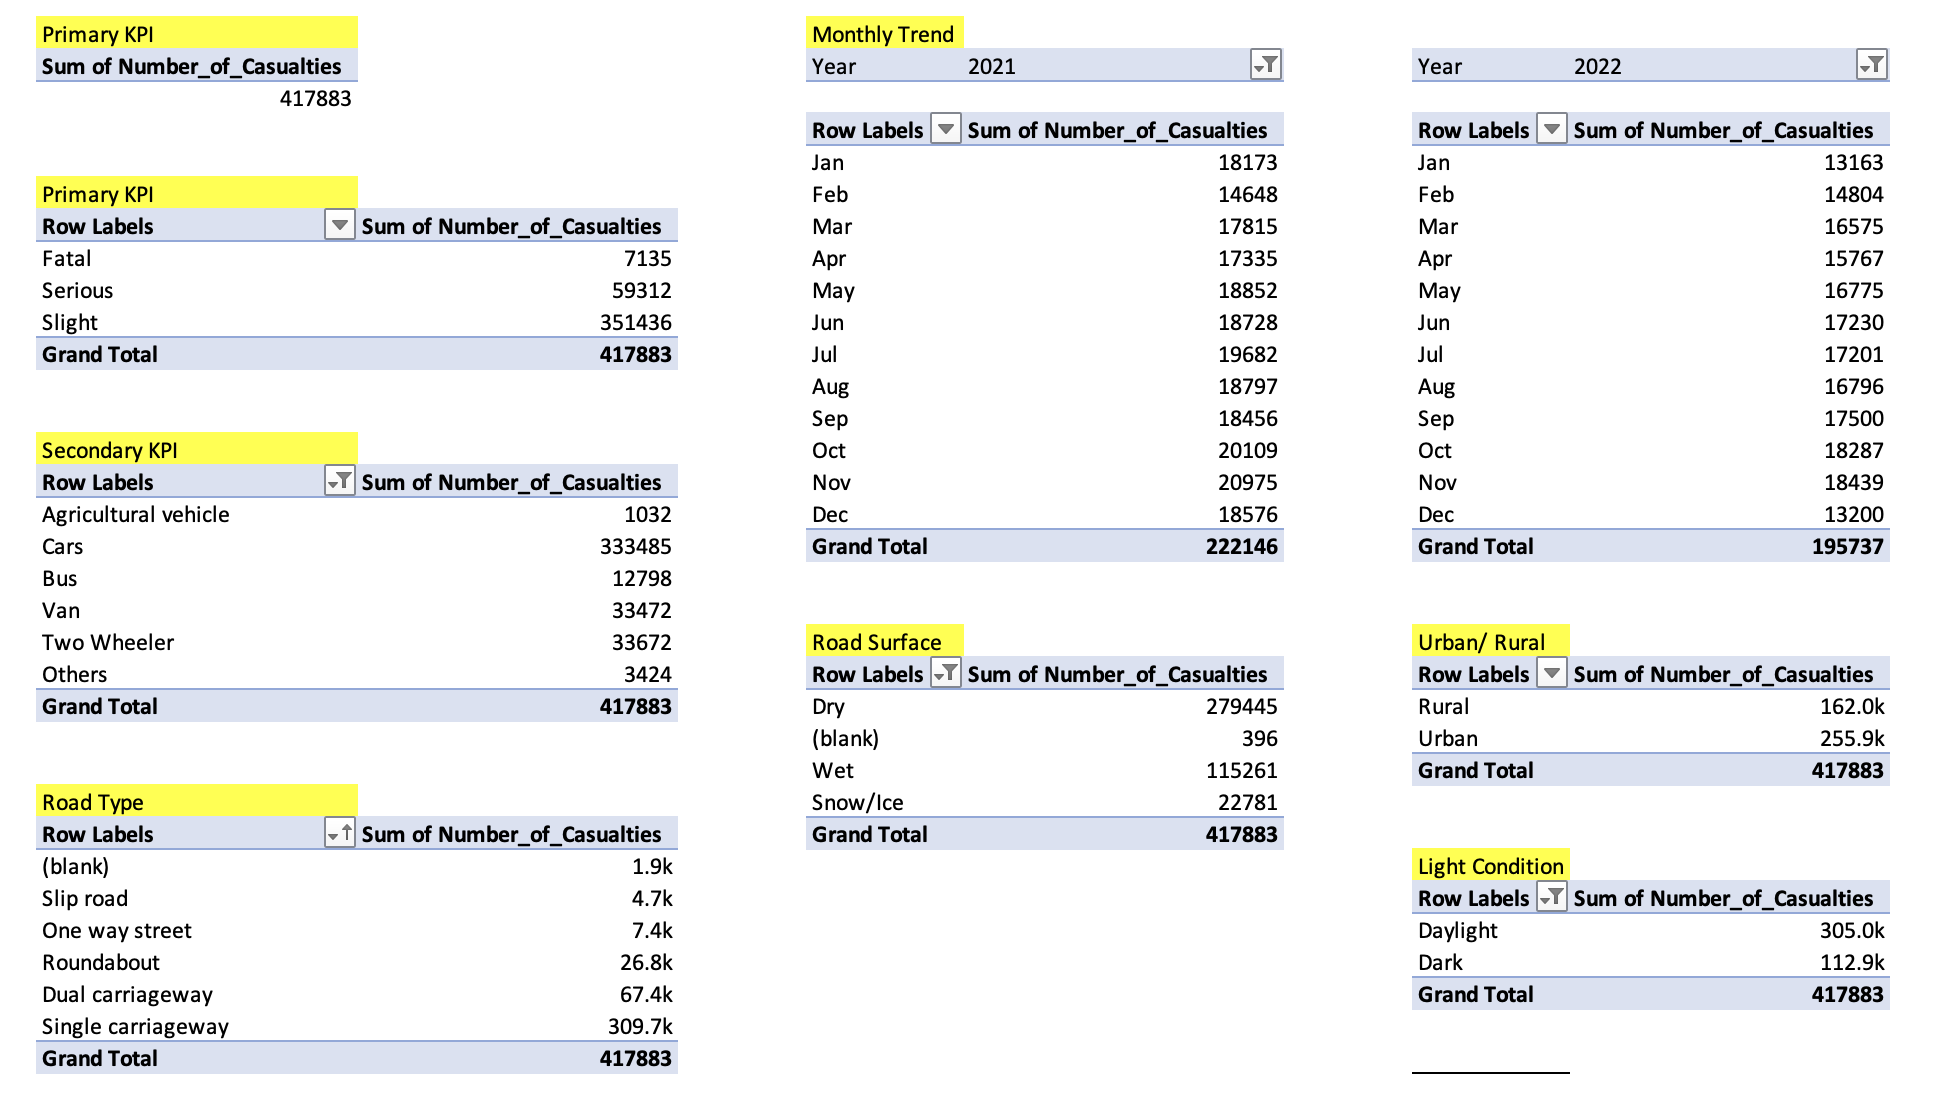 Primary KPI
Sum of Number_of_Casualties
417883
Primary KPI
Row Labels Sum of Number_of_Casualties
Fatal 7135
Serious 59312
Slight 351436
Grand Total 417883
Secondary KPI
Row Labels Sum of Number_of_Casualties
Agricultural vehicle 1032
Cars 333485
Bus 12798
Van 33472
Two Wheeler 33672
Others 3424
Grand Total 417883
Road Type
Row Labels Sum of Number_of_Casualties
(blank) 1.9k
Slip road 4.7k
One way street 7.4k
Roundabout 26.8k
Dual carriageway 67.4k
Single carriageway 309.7k
Grand Total 417883
Monthly Trend
Year 2021
Row Labels Sum of Number_of_Casualties
Jan 18173
Feb 14648
Mar 17815
Apr 17335
May 18852
Jun 18728
Jul 19682
Aug 18797
Sep 18456
Oct 20109
Nov 20975
Dec 18576
Grand Total 222146
Road Surface
Row Labels Sum of Number_of_Casualties
Dry 279445
(blank) 396
Wet 115261
Snow/Ice 22781
Grand Total 417883
Year 2022
Row Labels Sum of Number_of_Casualties
Jan 13163
Feb 14804
Mar 16575
Apr 15767
May 16775
Jun 17230
Jul 17201
Aug 16796
Sep 17500
Oct 18287
Nov 18439
Dec 13200
Grand Total 195737
Urban/ Rural
Row Labels Sum of Number_of_Casualties
Rural 162.0k
Urban 255.9k
Grand Total 417883
Light Condition
Row Labels Sum of Number_of_Casualties
Daylight 305.0k
Dark 112.9k
Grand Total 417883